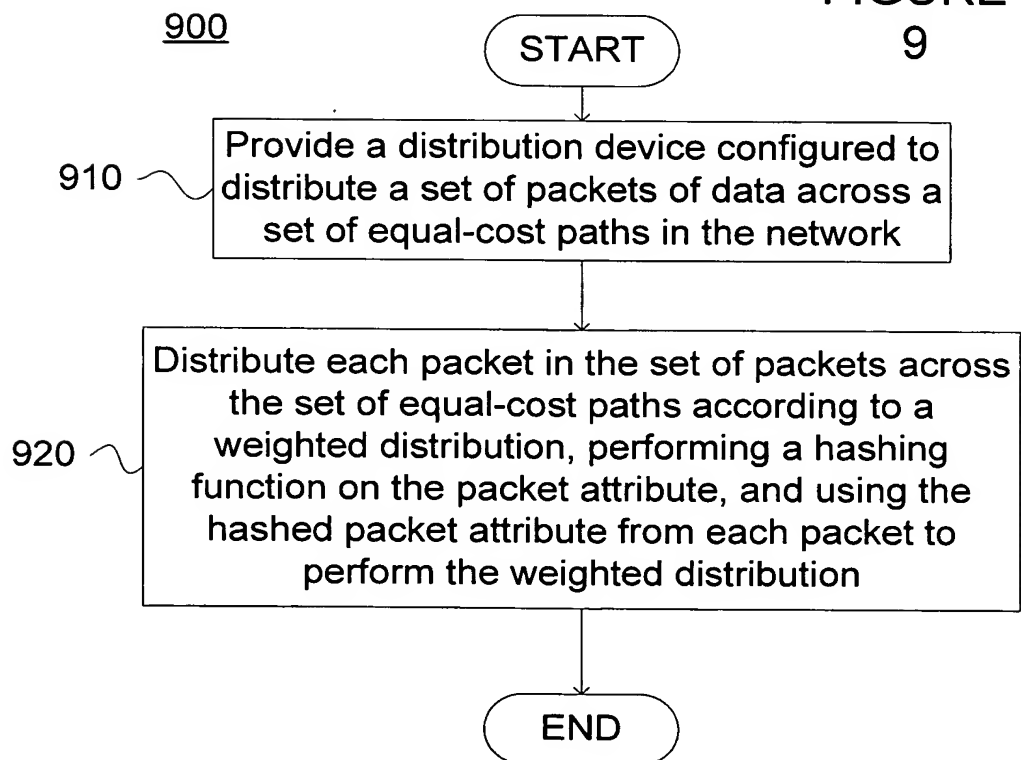 FIGURE
9
900
START
910
Provide a distribution device configured to
distribute a set of packets of data across a
set of equal-cost paths in the network
920
Distribute each packet in the set of packets across
the set of equal-cost paths according to a
weighted distribution, performing a hashing
function on the packet attribute, and using the
hashed packet attribute from each packet to
perform the weighted distribution
END